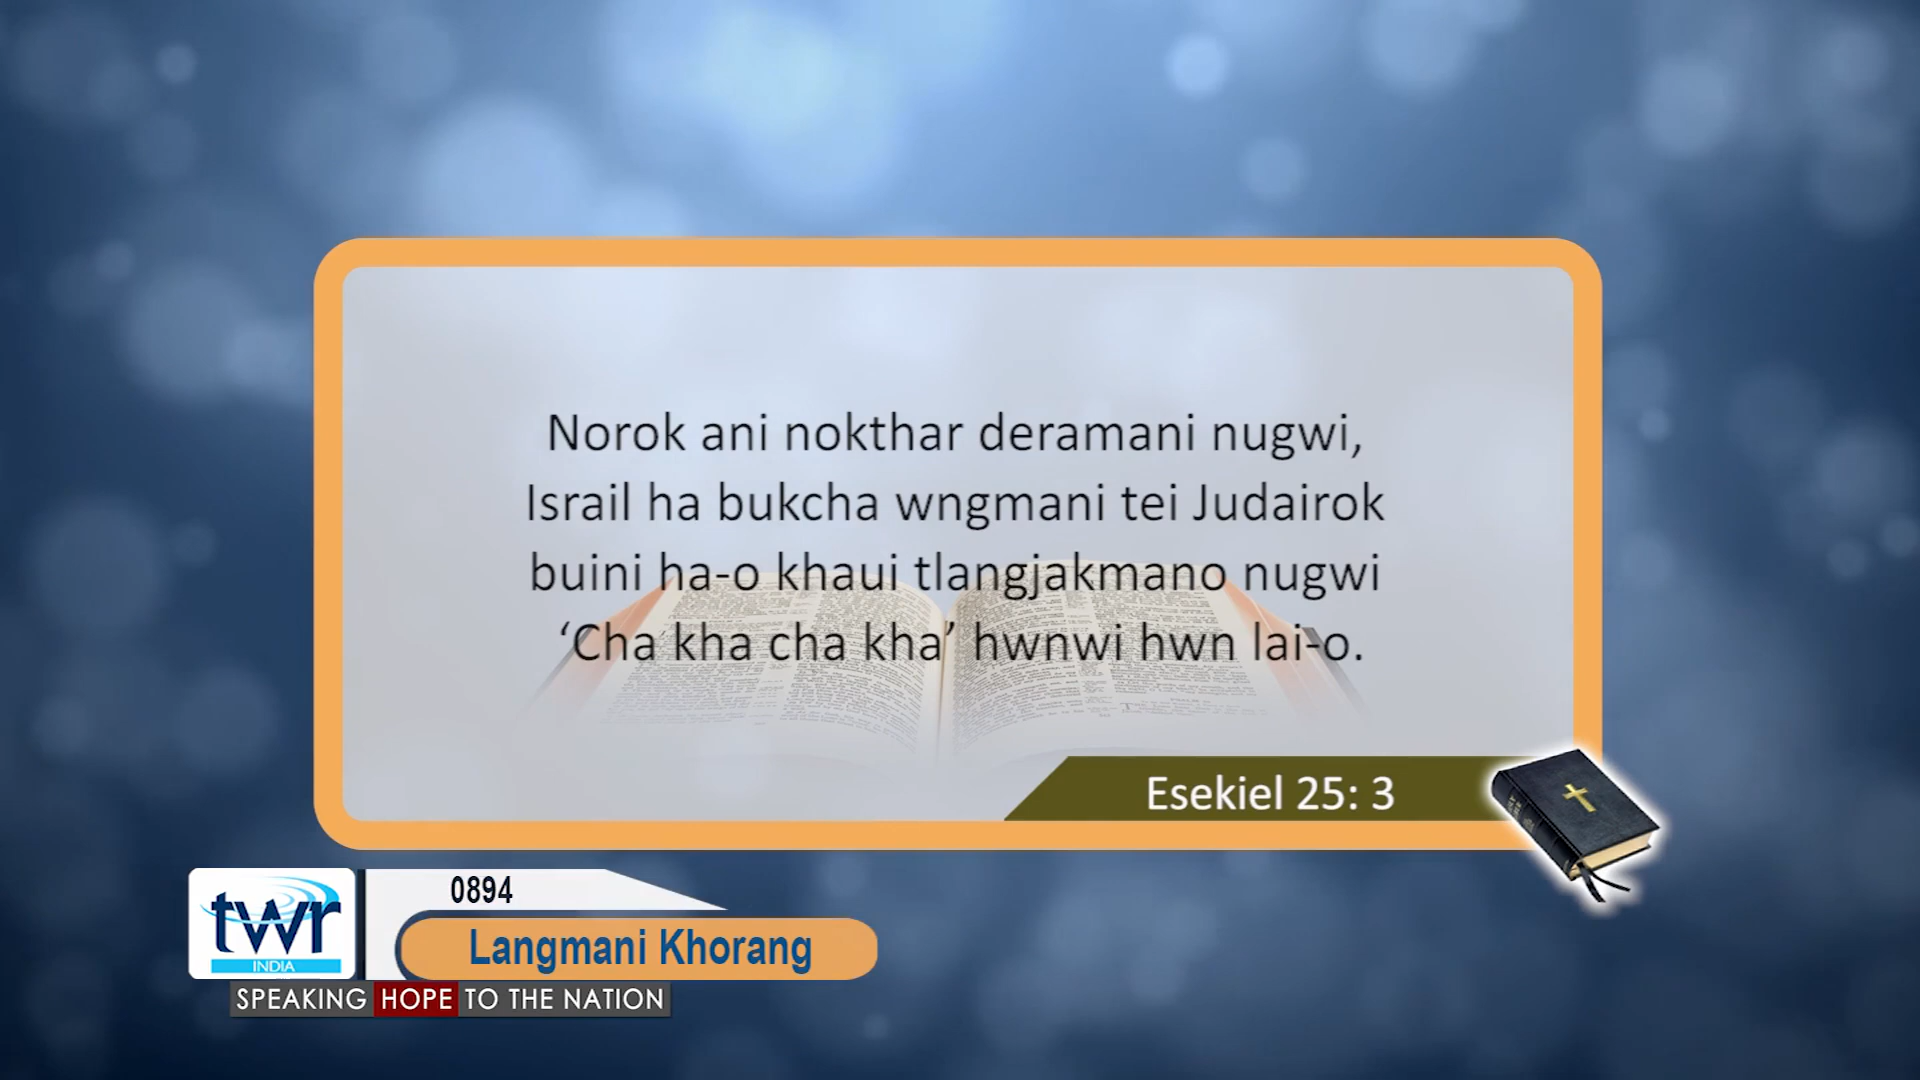 Norok ani nokthar deramani nugwi,
Israil ha bukcha wngmani tei Judairok
buini ha-o khaui tlangjakmano nugwi
‘Cha kha cha kha’ hwnwi hwn lai-o.
Esekiel 25: 3
0894
twr
INDIA
Langmani Khorang
SPEAKING HOPE TO THE NATION